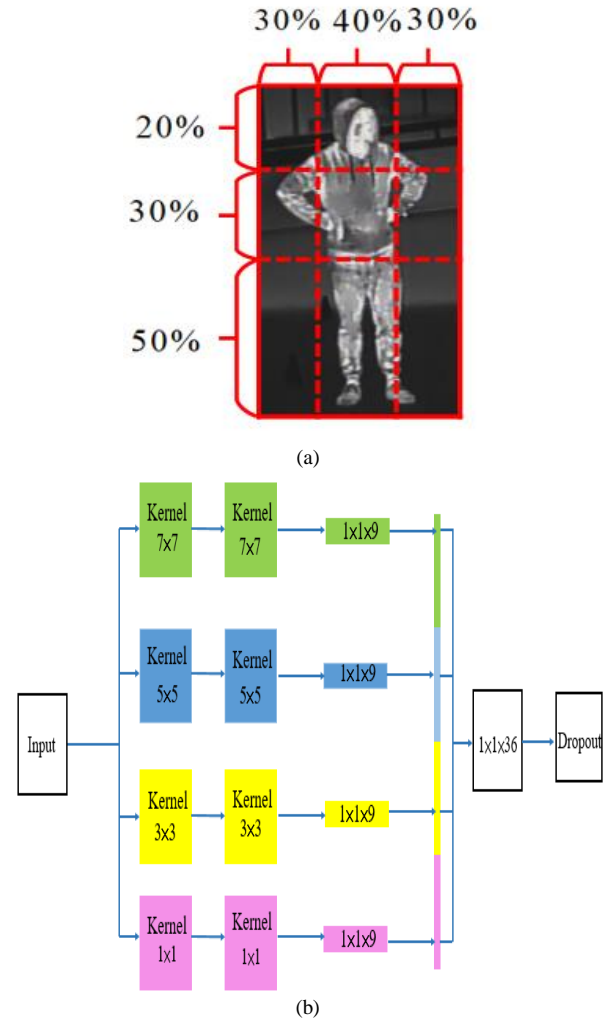 30% 40% 30%
20%
30%
50%
(a)
Kernel
7x7
Kernel
7x7
1x1x9
Kernel
5x5
Kernel
5x5
1x1x9
Input
1x1x36
Dropout
Kernel
3x3
Kernel
3x3
1x1x9
Kernel
1x1
Kernel
1x1
1x1x9
(b)